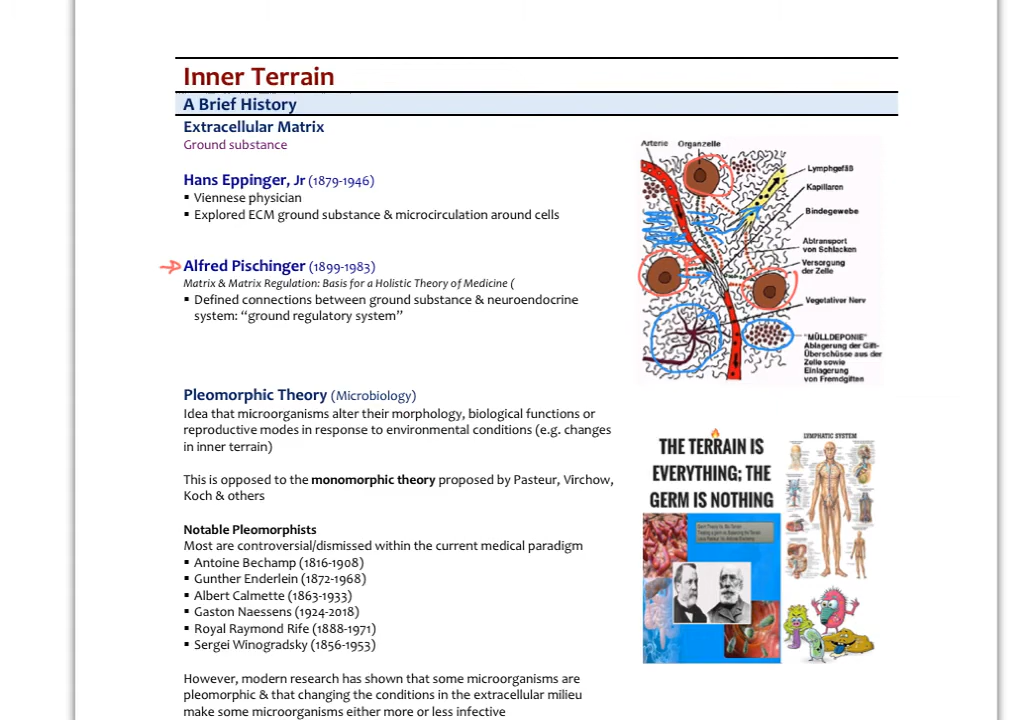 Inner Terrain
A Brief History
Extracellular Matrix
Ground substance
Hans Eppinger, Jr (1879-1946)
▪ Viennese physician
▪ Explored ECM ground substance & microcirculation around cells
Alfred Pischinger (1899-1983)
Matrix & Matrix Regulation: Basis for a Holistic Theory of Medicine (
▪ Defined connections between ground substance & neuroendocrine
system: “ground regulatory system”
Arterie Organzelle
Lymphgefäß
Kapillaren
Bindegewebe
Abtransport
von Schlacken
Versorgung
der Zelle
Vegetativer Nerv
"MÜLLDEPONIE"
Ablagerung der Gift-
Überschüsse aus der
Zelle sowie
Einlagerung
von Fremdgiften
Pleomorphic Theory (Microbiology)
Idea that microorganisms alter their morphology, biological functions or
reproductive modes in response to environmental conditions (e.g. changes
in inner terrain)
This is opposed to the monomorphic theory proposed by Pasteur, Virchow,
Koch & others
Notable Pleomorphists
Most are controversial/dismissed within the current medical paradigm
▪ Antoine Bechamp (1816-1908)
▪ Gunther Enderlein (1872-1968)
▪ Albert Calmette (1863-1933)
▪ Gaston Naessens (1924-2018)
▪ Royal Raymond Rife (1888-1971)
▪ Sergei Winogradsky (1856-1953)
However, modern research has shown that some microorganisms are
pleomorphic & that changing the conditions in the extracellular milieu
make some microorganisms either more or less infective
THE TERRAIN IS
EVERYTHING; THE
GERM IS NOTHING
LYMPHATIC SYSTEM